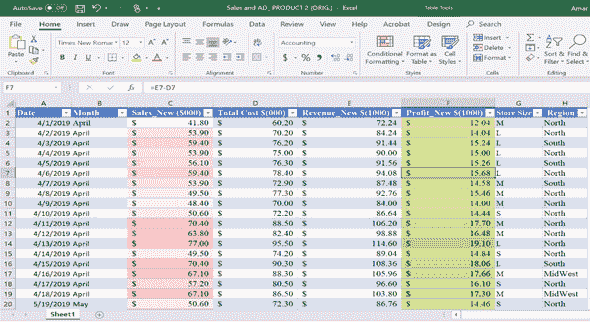 AutoSave Off Sales and AD_ PRODUCT 2 (ORIG.) - Excel Table Tools Amar
File Home Insert Draw Page Layout Formulas Data Review View Help Acrobat Design Search
Paste Times New Roman 12 A A Accounting Conditional Formatting Format as Table Cell Styles Insert Delete Format Sort & Filter Find & Select
B I U A $ % ,
Clipboard Font Alignment Number Styles Cells Editing
F7 fx =E7-D7
A B C D E F G H
1 Date Month Sales_New ($000) Total Cost $(000) Revenue_New $(1000) Profit_New $(1000) Store Size Region
2 4/1/2019 April $ 41.80 $ 60.20 $ 72.24 $ 12.04 M North
3 4/2/2019 April $ 53.90 $ 70.20 $ 84.24 $ 14.04 L North
4 4/3/2019 April $ 59.40 $ 76.20 $ 91.44 $ 15.24 L South
5 4/4/2019 April $ 53.90 $ 75.00 $ 90.00 $ 15.00 L North
6 4/5/2019 April $ 56.10 $ 76.30 $ 91.56 $ 15.26 L South
7 4/6/2019 April $ 59.40 $ 78.40 $ 94.08 $ 15.68 L North
8 4/7/2019 April $ 53.90 $ 72.90 $ 87.48 $ 14.58 M South
9 4/8/2019 April $ 49.50 $ 77.30 $ 92.76 $ 15.46 M North
10 4/9/2019 April $ 48.40 $ 70.00 $ 84.00 $ 14.00 M North
11 4/10/2019 April $ 50.60 $ 72.20 $ 86.64 $ 14.44 S North
12 4/11/2019 April $ 70.40 $ 88.50 $ 106.20 $ 17.70 M North
13 4/12/2019 April $ 63.80 $ 82.40 $ 98.88 $ 16.48 M North
14 4/13/2019 April $ 77.00 $ 95.50 $ 114.60 $ 19.10 L North
15 4/14/2019 April $ 49.50 $ 74.20 $ 89.04 $ 14.84 S North
16 4/15/2019 April $ 70.40 $ 90.30 $ 108.36 $ 18.06 L South
17 4/16/2019 April $ 67.10 $ 88.30 $ 105.96 $ 17.66 M MidWest
18 4/17/2019 April $ 57.20 $ 80.50 $ 96.60 $ 16.10 S North
19 4/18/2019 April $ 67.10 $ 86.50 $ 103.80 $ 17.30 M MidWest
20 5/19/2019 May $ 50.60 $ 72.30 $ 86.76 $ 14.46 S North
Sheet1